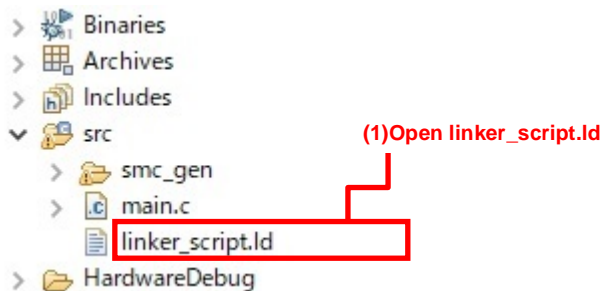 Binaries
Archives
Includes
src
(1)Open linker_script.ld
smc_gen
main.c
linker_script.ld
HardwareDebug